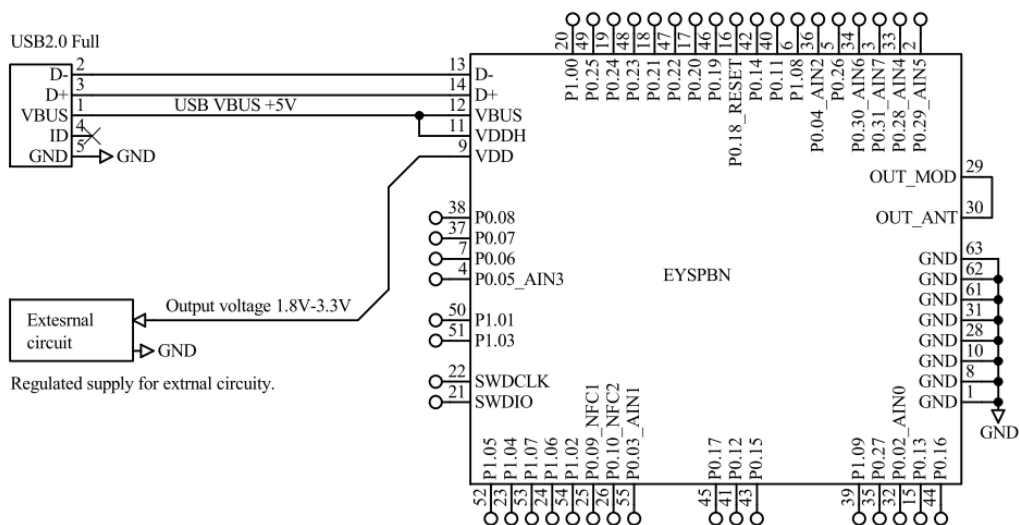 USB2.0 Full
D- 2
D+ 3
VBUS 1
ID 4
GND 5
GND
USB VBUS +5V
13 D-
14 D+
12 VBUS
11 VDDH
9 VDD
38 P0.08
37 P0.07
7 P0.06
4 P0.05_AIN3
50 P1.01
51 P1.03
22 SWDCLK
21 SWDIO
Output voltage 1.8V-3.3V
Extesrnal
circuit
GND
Regulated supply for extrnal circuity.
EYSPBN
20 P1.00
49 P0.25
19 P0.24
48 P0.23
18 P0.21
47 P0.22
17 P0.20
46 P0.19
16 P0.18_RESET
42 P0.14
40 P0.11
6 P1.08
36 P0.04_AIN2
5 P0.26
34 P0.30_AIN6
3 P0.31_AIN7
33 P0.28_AIN4
2 P0.29_AIN5
OUT_MOD 29
OUT_ANT 30
GND 63
GND 62
GND 61
GND 31
GND 28
GND 10
GND 8
GND 1
GND
52 P1.05
23 P1.04
53 P1.07
24 P1.06
54 P1.02
25 P0.09_NFC1
26 P0.10_NFC2
55 P0.03_AIN1
45 P0.17
41 P0.12
43 P0.15
39 P1.09
35 P0.27
32 P0.02_AIN0
15 P0.13
44 P0.16